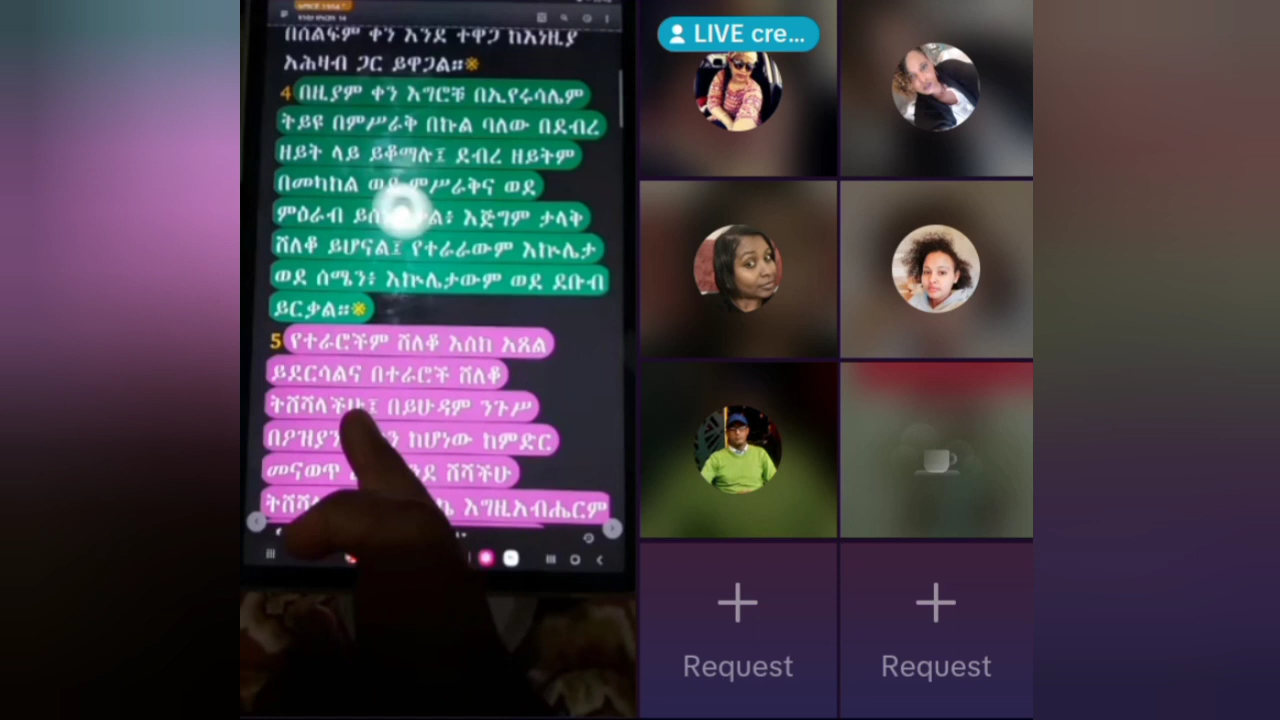 በሰልፍም ቀን እንደ ተዋጋ ከእነዚያ
አሕዛብ ጋር ይዋጋል።※
4 በዚያም ቀን እግሮቹ በኢየሩሳሌም
ትይዩ በምሥራቅ በኩል ባለው በደብረ
ዘይት ላይ ይቆማሉ፤ ደብረ ዘይትም
በመካከል ወደ ምሥራቅና ወደ
ምዕራብ እጅግም ታላቅ
ሸለቆ ይሆናል፤ የተራራውም እኩሌታ
ወደ ሰሜን፥ እኩሌታውም ወደ ደቡብ
ይርቃል።※
5 የተራሮችም ሸለቆ እስከ አጸል
ይደርሳልና በተራሮች ሸለቆ
ትሸሻላችሁ፤ በይሁዳም ንጉሥ
ከሆነው ከምድር
መናወጥ ሸሻችሁ
እግዚአብሔርም
LIVE cre...
Request
Request